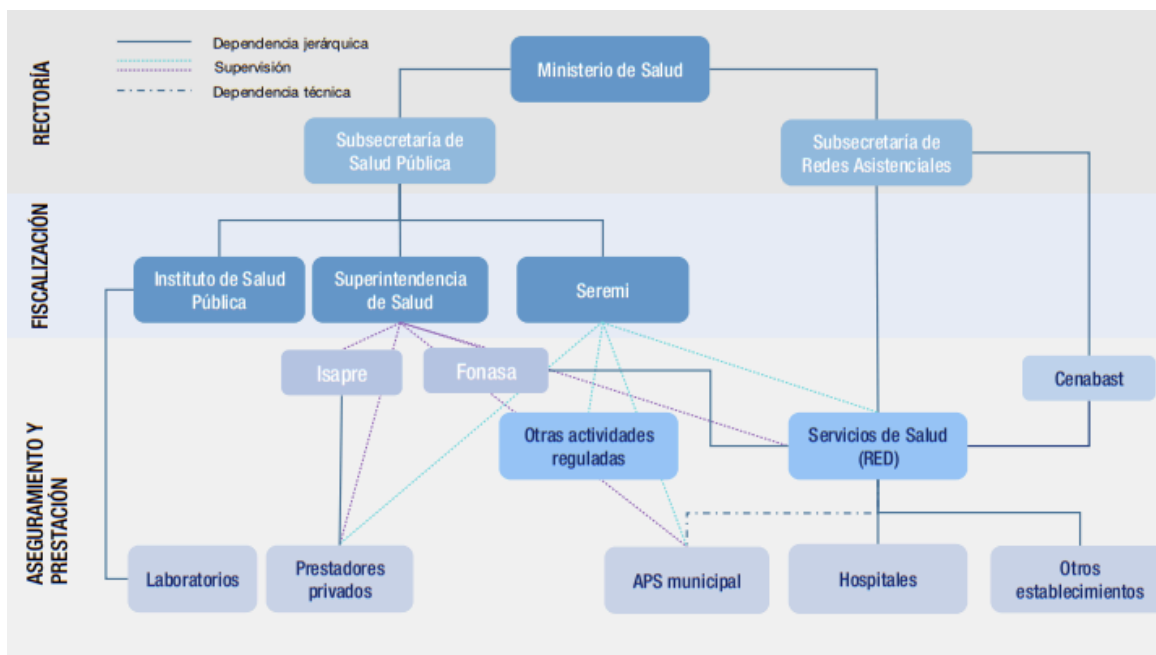 Dependencia jerárquica
Supervisión
Dependencia técnica
RECTORÍA
Ministerio de Salud
Subsecretaría de
Salud Pública
Subsecretaría de
Redes Asistenciales
FISCALIZACIÓN
Instituto de Salud
Pública
Superintendencia
de Salud
Seremi
ASEGURAMIENTO Y
PRESTACIÓN
Isapre
Fonasa
Cenabast
Otras actividades
reguladas
Servicios de Salud
(RED)
Laboratorios
Prestadores
privados
APS municipal
Hospitales
Otros
establecimientos